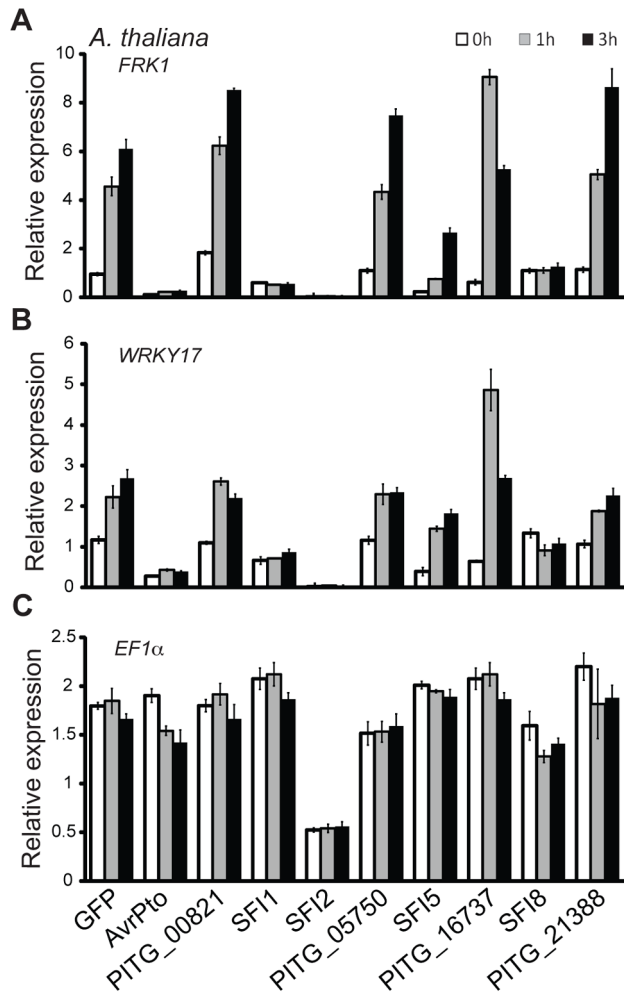 A
A. thaliana
FRK1
0h 1h 3h
Relative expression
10
8
6
4
2
0
B
WRKY17
Relative expression
6
5
4
3
2
1
0
C
EF1α
Relative expression
2.5
2
1.5
1
0.5
0
GFP
AvrPto
PITG_00821
SFI1
SFI2
PITG_05750
SFI5
PITG_16737
SFI8
PITG_21388